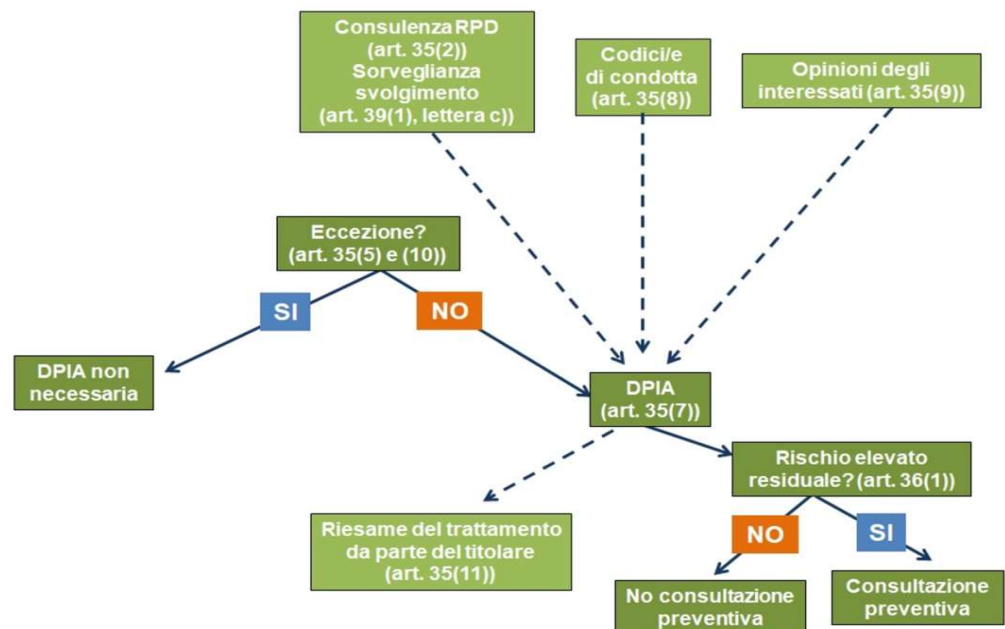 Consulenza RPD
(art. 35(2))
Sorveglianza
svolgimento
(art. 39(1), lettera c))
Codici/e
di condotta
(art. 35(8))
Opinioni degli
interessati (art. 35(9))
Eccezione?
(art. 35(5) e (10))
SI
NO
DPIA non
necessaria
DPIA
(art. 35(7))
Rischio elevato
residuale? (art. 36(1))
Riesame del trattamento
da parte del titolare
(art. 35(11))
NO
SI
No consultazione
preventiva
Consultazione
preventiva